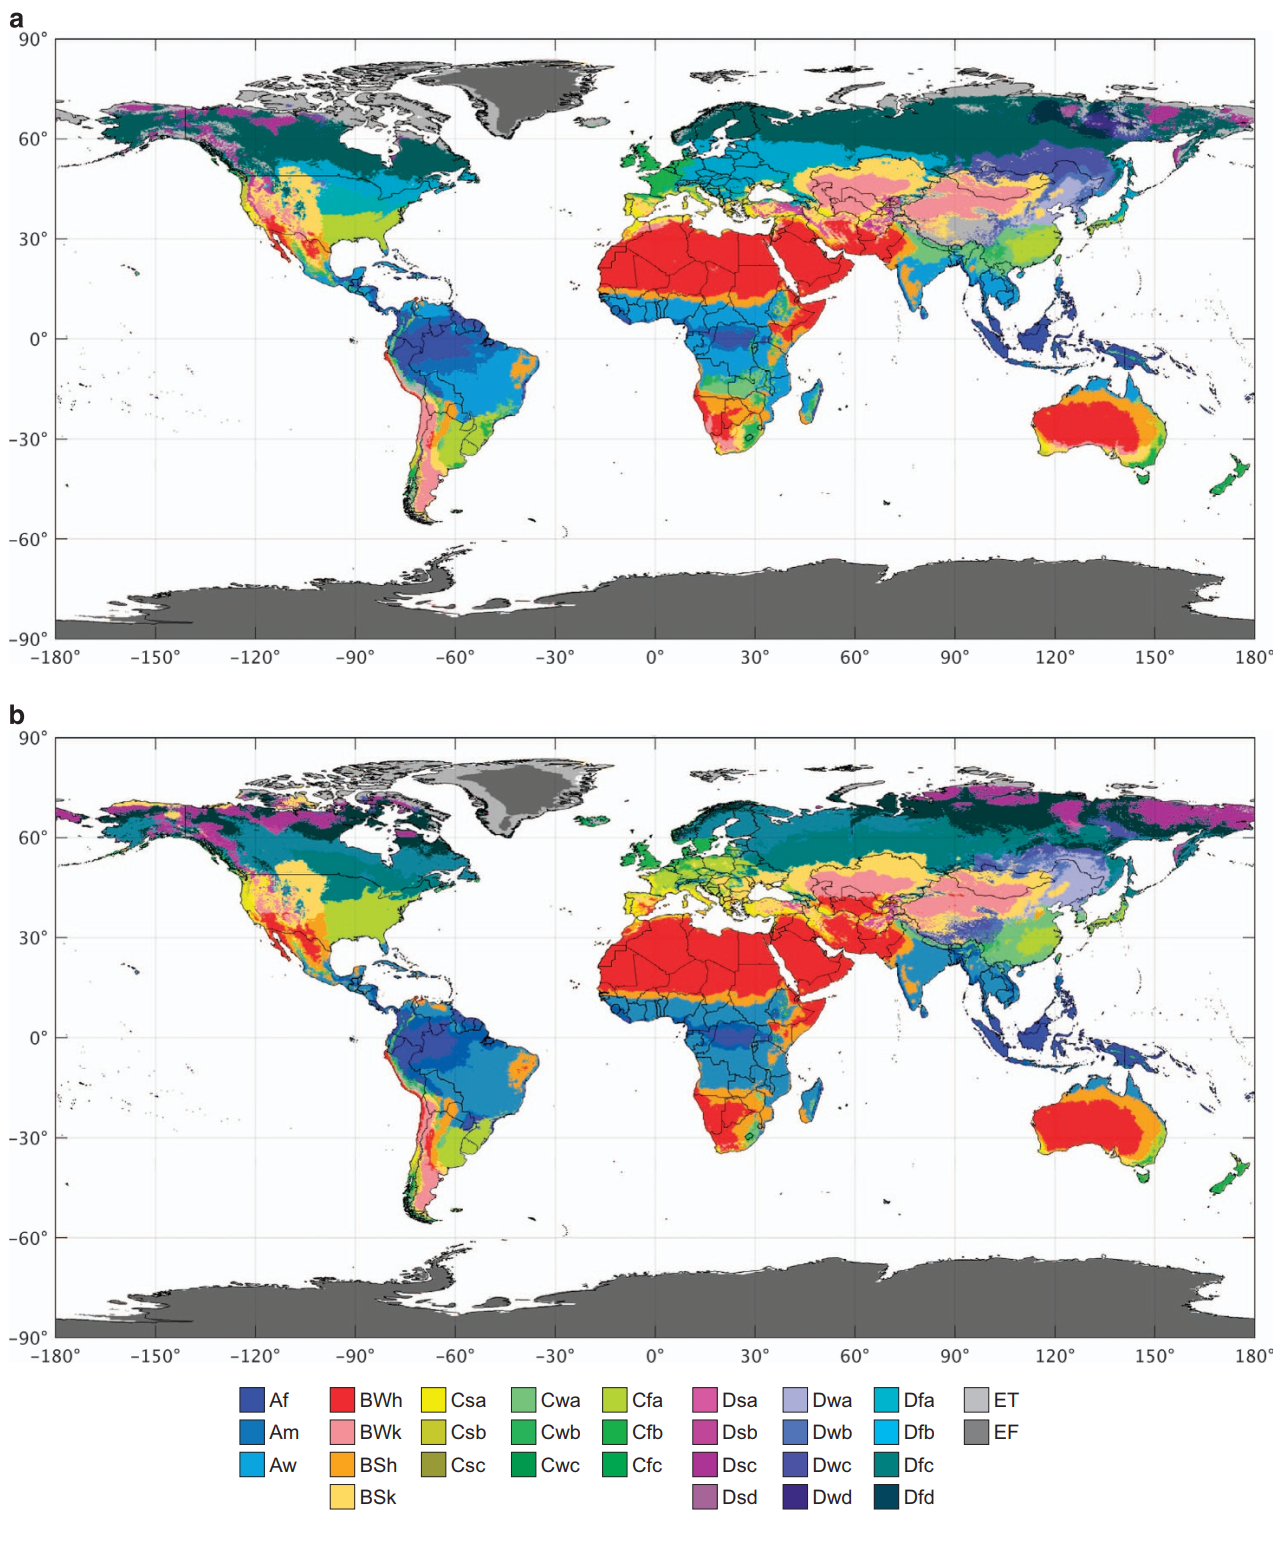 a
90°
60°
30°
0°
−30°
−60°
−90°
−180° −150° −120° −90° −60° −30° 0° 30° 60° 90° 120° 150° 180°
b
90°
60°
30°
0°
−30°
−60°
−90°
−180° −150° −120° −90° −60° −30° 0° 30° 60° 90° 120° 150° 180°
Af BWh Csa Cwa Cfa Dsa Dwa Dfa ET
Am BWk Csb Cwb Cfb Dsb Dwb Dfb EF
Aw BSh Csc Cwc Cfc Dsc Dwc Dfc
BSk Dsd Dwd Dfd